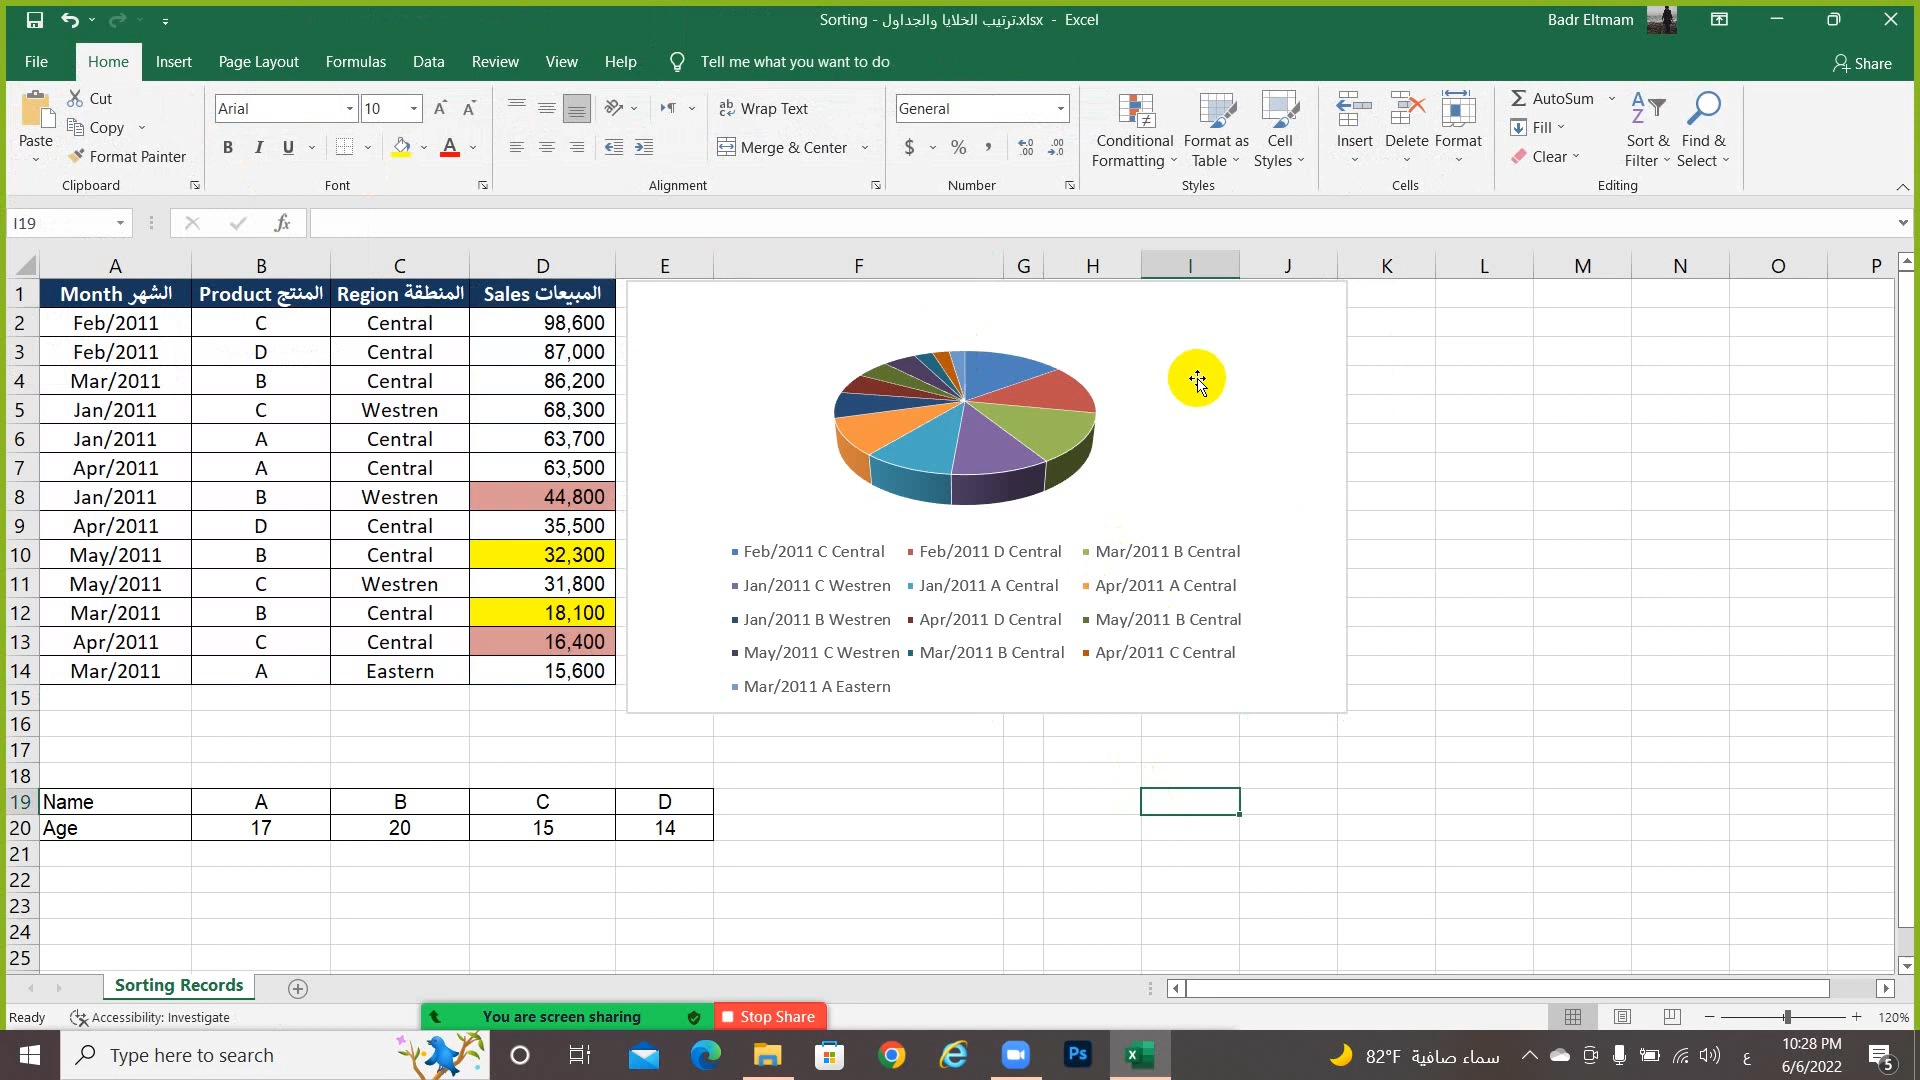 Sorting - ترتيب الخلايا والجداول.xlsx - Excel
Badr Eltmam
File Home Insert Page Layout Formulas Data Review View Help Tell me what you want to do Share
Paste Cut Copy Format Painter Clipboard
Arial 10 B I U A Font
ab Wrap Text Merge & Center Alignment
General $ % Number
Conditional Formatting Format as Table Cell Styles Styles
Insert Delete Format Cells
AutoSum Fill Clear Sort & Filter Find & Select Editing
I19 fx
A B C D E F G H I J K L M N O P
1 Month الشهر Product المنتج Region المنطقة Sales المبيعات
2 Feb/2011 C Central 98,600
3 Feb/2011 D Central 87,000
4 Mar/2011 B Central 86,200
5 Jan/2011 C Westren 68,300
6 Jan/2011 A Central 63,700
7 Apr/2011 A Central 63,500
8 Jan/2011 B Westren 44,800
9 Apr/2011 D Central 35,500
10 May/2011 B Central 32,300
11 May/2011 C Westren 31,800
12 Mar/2011 B Central 18,100
13 Apr/2011 C Central 16,400
14 Mar/2011 A Eastern 15,600
15
16
17
18
19 Name A B C D
20 Age 17 20 15 14
21
22
23
24
25
Feb/2011 C Central Feb/2011 D Central Mar/2011 B Central
Jan/2011 C Westren Jan/2011 A Central Apr/2011 A Central
Jan/2011 B Westren Apr/2011 D Central May/2011 B Central
May/2011 C Westren Mar/2011 B Central Apr/2011 C Central
Mar/2011 A Eastern
Sorting Records
Ready Accessibility: Investigate You are screen sharing Stop Share 120%
Type here to search Ps 82°F سماء صافية ع 10:28 PM
6/6/2022 5